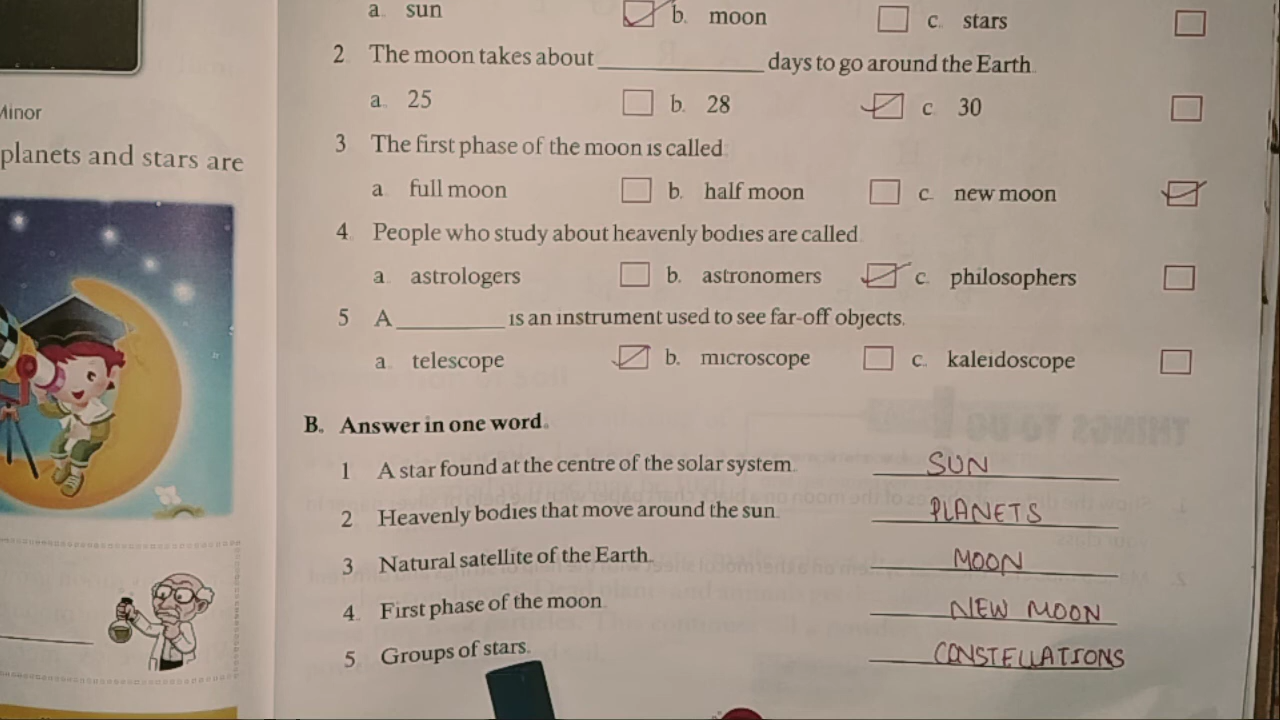 a. sun b. moon c. stars
2. The moon takes about ____________ days to go around the Earth.
a. 25 b. 28 c. 30
3. The first phase of the moon is called
a. full moon b. half moon c. new moon
4. People who study about heavenly bodies are called
a. astrologers b. astronomers c. philosophers
5. A ________ is an instrument used to see far-off objects.
a. telescope b. microscope c. kaleidoscope
B. Answer in one word.
1. A star found at the centre of the solar system. SUN
2. Heavenly bodies that move around the sun. PLANETS
3. Natural satellite of the Earth. MOON
4. First phase of the moon. NEW MOON
5. Groups of stars. CONSTELLATIONS
Minor
planets and stars are
THINGS TO DO